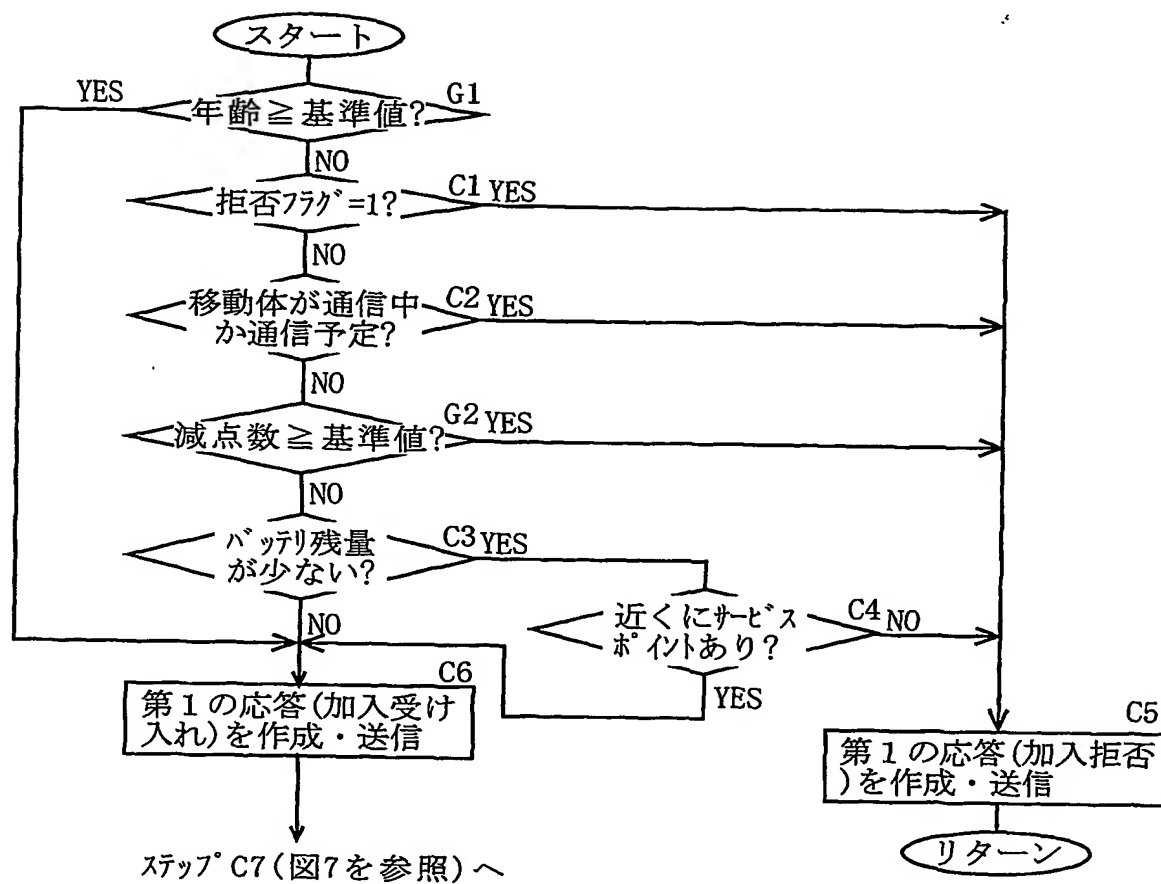 スタート
YES
年齢≧基準値?
G1
NO
拒否ﾌﾗｸﾞ=1?
C1
YES
NO
移動体が通信中
か通信予定?
C2
YES
NO
減点数≧基準値?
G2
YES
NO
ﾊﾞｯﾃﾘ残量
が少ない?
C3
YES
NO
近くにｻｰﾋﾞｽ
ﾎﾟｲﾝﾄあり?
C4
NO
YES
C6
第1の応答(加入受け
入れ)を作成・送信
C5
第1の応答(加入拒否
)を作成・送信
ｽﾃｯﾌﾟC7(図7を参照)へ
リターン